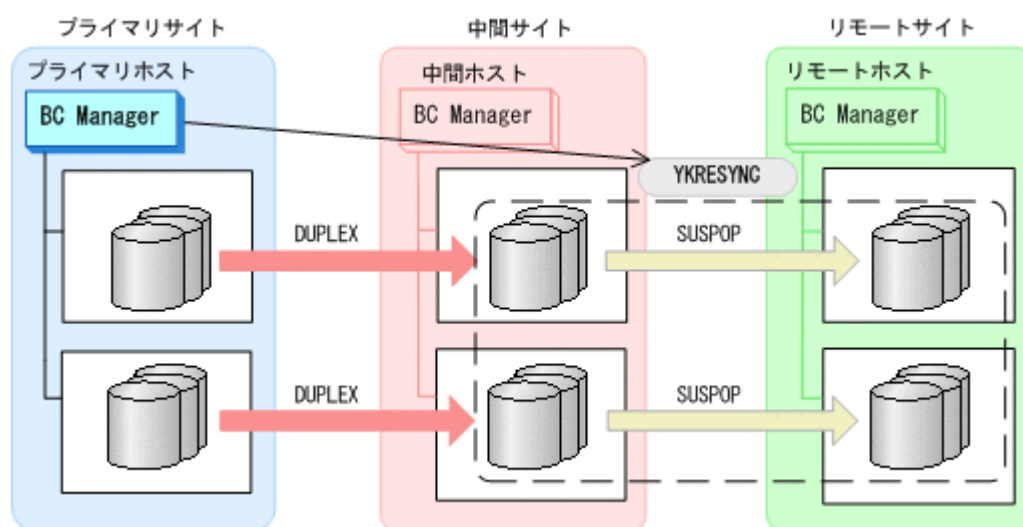 プライマリサイト
中間サイト
リモートサイト
プライマリホスト
中間ホスト
リモートホスト
BC Manager
BC Manager
BC Manager
YKRESYNC
DUPLEX
SUSPOP
DUPLEX
SUSPOP